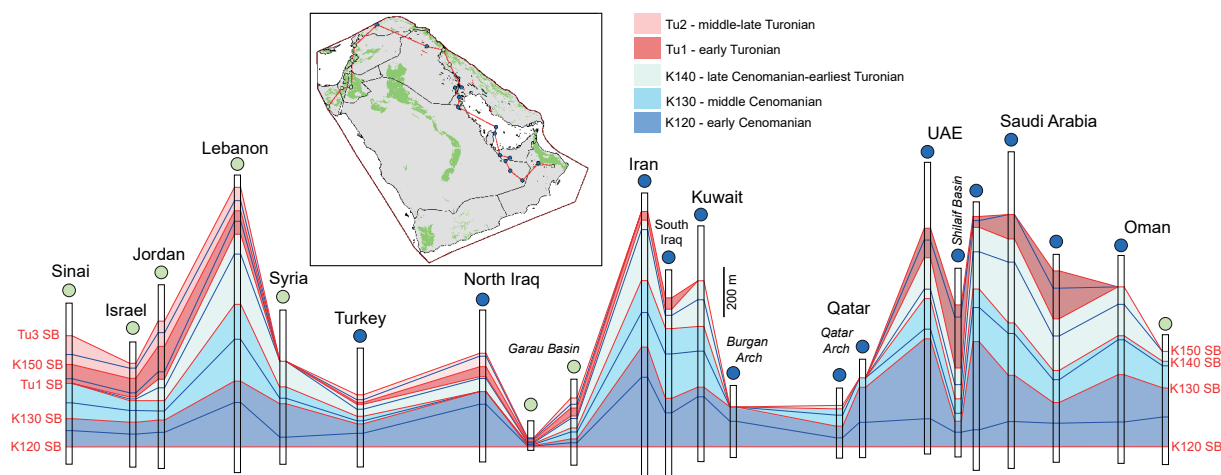 Tu2 - middle-late Turonian
Tu1 - early Turonian
K140 - late Cenomanian-earliest Turonian
K130 - middle Cenomanian
K120 - early Cenomanian
Sinai
Israel
Jordan
Lebanon
Syria
Turkey
North Iraq
Garau Basin
Iran
South
Iraq
Kuwait
200 m
Burgan
Arch
Qatar
Qatar
Arch
UAE
Shilaif Basin
Saudi Arabia
Oman
Tu3 SB
K150 SB
Tu1 SB
K130 SB
K120 SB
K150 SB
K140 SB
K130 SB
K120 SB